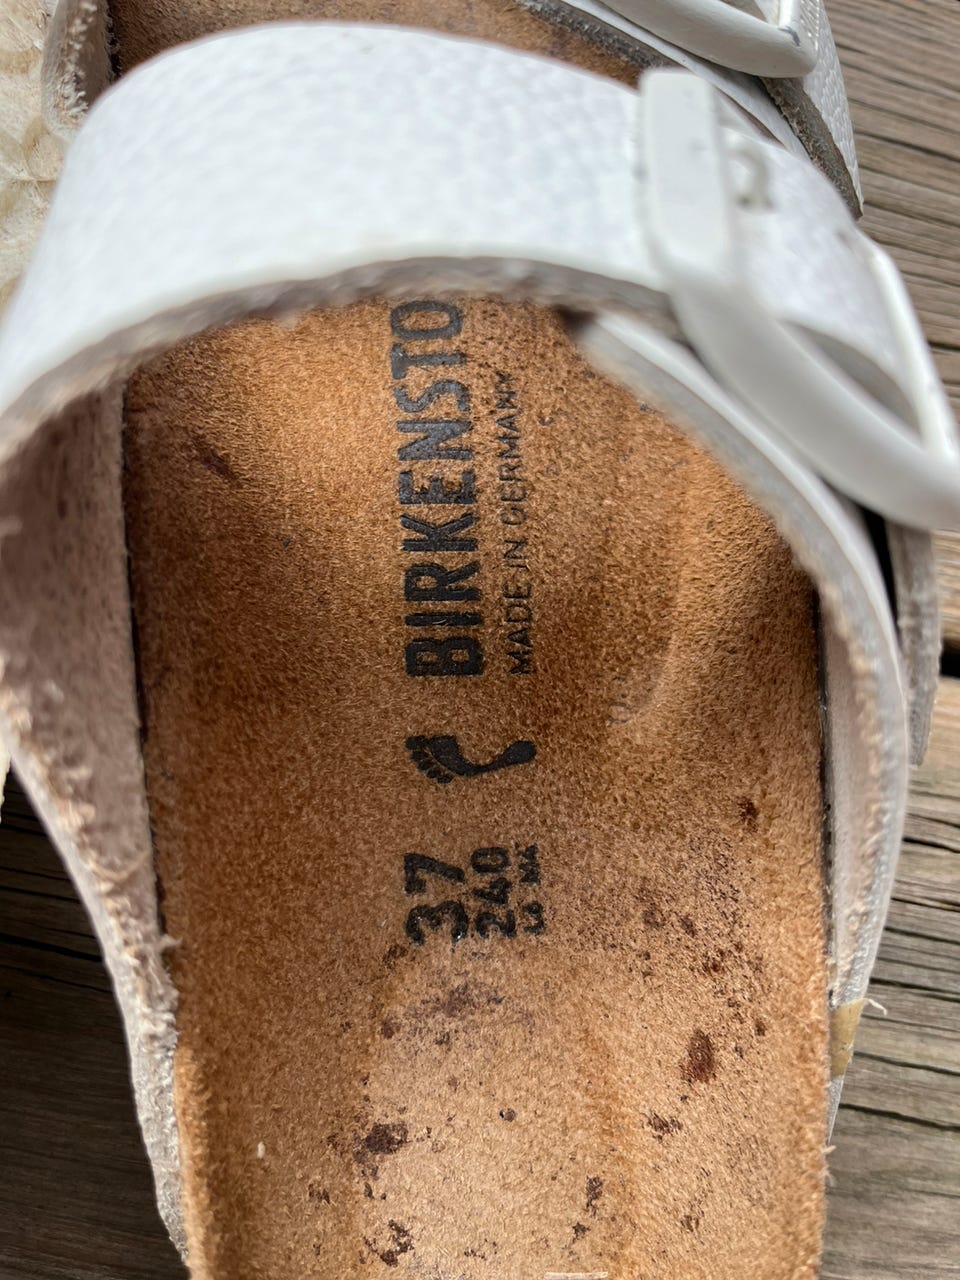 BIRKENSTO
MADE IN GERMANY
37
240
L6 M4